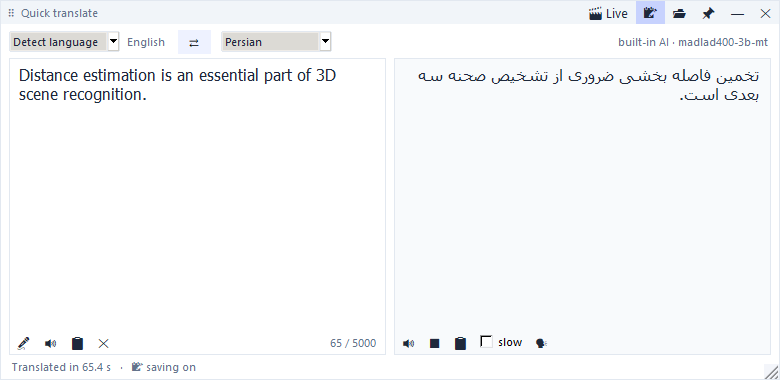 Quick translate
Live
Detect language English Persian built-in AI · madlad400-3b-mt
Distance estimation is an essential part of 3D
scene recognition.
65 / 5000
تخمین فاصله بخشی ضروری از تشخیص صحنه سه
بعدی است.
slow
Translated in 65.4 s · saving on